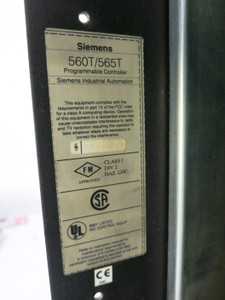 Siemens
560T/565T
Programmable Controller
Siemens Industrial Automation
This equipment complies with the
requirements in part 15 of the FCC rules
for a class A computing device. Operation
of this equipment in a residential area may
cause unacceptable interference to radio
and TV reception requiring the operator to
take whatever steps are necessary to
correct the interference.
FM
APPROVED
CLASS I
DIV 2
HAZ. LOC.
UL
LISTED
CE